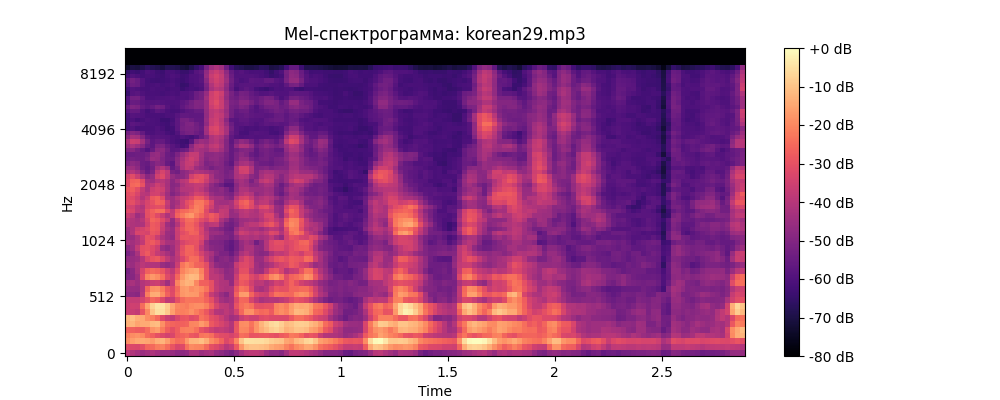 Mel-спектрограмма: korean29.mp3
Hz
8192
4096
2048
1024
512
0
0
0.5
1
1.5
2
2.5
Time
+0 dB
-10 dB
-20 dB
-30 dB
-40 dB
-50 dB
-60 dB
-70 dB
-80 dB